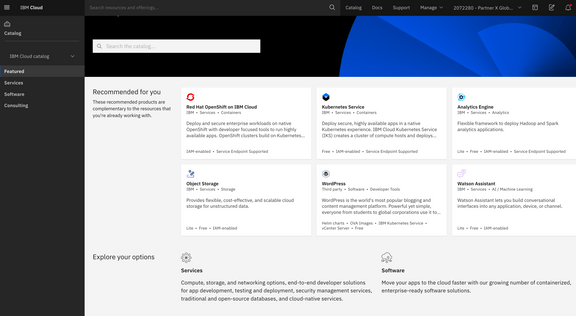 IBM Cloud
Search resources and offerings...
Catalog
Docs
Support
Manage
2072280 - Partner X Glob...
Catalog
IBM Cloud catalog
Featured
Services
Software
Consulting
Search the catalog...
Recommended for you
These recommended products are
complementary to the resources that
you're already working with.
Red Hat OpenShift on IBM Cloud
IBM • Services • Containers
Deploy and secure enterprise workloads on native
OpenShift with developer focused tools to run highly
available apps. OpenShift clusters build on Kubernetes...
IAM-enabled • Service Endpoint Supported
Kubernetes Service
IBM • Services • Containers
Deploy secure, highly available apps in a native
Kubernetes experience. IBM Cloud Kubernetes Service
(IKS) creates a cluster of compute hosts and deploys...
Free • IAM-enabled • Service Endpoint Supported
Analytics Engine
IBM • Services • Analytics
Flexible framework to deploy Hadoop and Spark
analytics applications.
Lite • Free • IAM-enabled • Service Endpoint Supported
Object Storage
IBM • Services • Storage
Provides flexible, cost-effective, and scalable cloud
storage for unstructured data.
Lite • Free • IAM-enabled
WordPress
Third party • Software • Developer Tools
WordPress is the world's most popular blogging and
content management platform. Powerful yet simple,
everyone from students to global corporations use it to...
Helm charts • OVA Images • IBM Kubernetes Service •
vCenter Server • Free
Watson Assistant
IBM • Services • AI / Machine Learning
Watson Assistant lets you build conversational
interfaces into any application, device, or channel.
Lite • Free • IAM-enabled
Explore your options
Services
Compute, storage, and networking options, end-to-end developer solutions
for app development, testing and deployment, security management services,
traditional and open-source databases, and cloud-native services.
Software
Move your apps to the cloud faster with our growing number of containerized,
enterprise-ready software solutions.